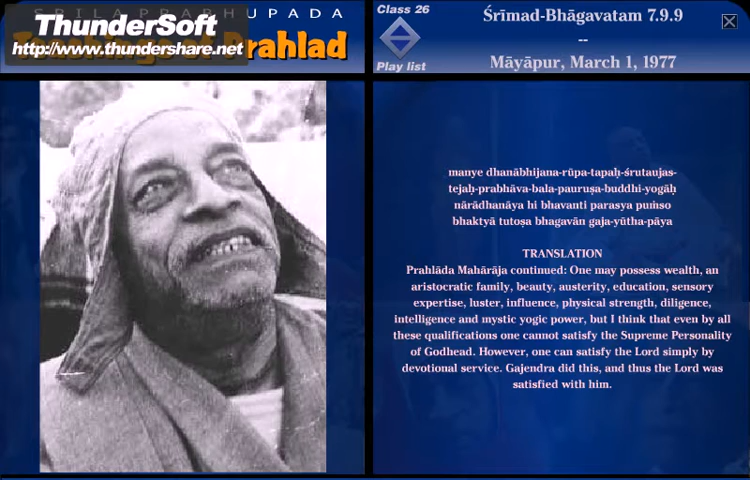 SRILA PRABHUPADA
ThunderSoft
http://www.thundershare.net
Teachings of Prahlad
Class 26
Play list
Śrīmad-Bhāgavatam 7.9.9
--
Māyāpur, March 1, 1977
manye dhanābhijana-rūpa-tapaḥ-śrutaujas-
tejaḥ-prabhāva-bala-pauruṣa-buddhi-yogāḥ
nārādhanāya hi bhavanti parasya puṁso
bhaktyā tutoṣa bhagavān gaja-yūtha-pāya
TRANSLATION
Prahlāda Mahārāja continued: One may possess wealth, an
aristocratic family, beauty, austerity, education, sensory
expertise, luster, influence, physical strength, diligence,
intelligence and mystic yogic power, but I think that even by all
these qualifications one cannot satisfy the Supreme Personality
of Godhead. However, one can satisfy the Lord simply by
devotional service. Gajendra did this, and thus the Lord was
satisfied with him.